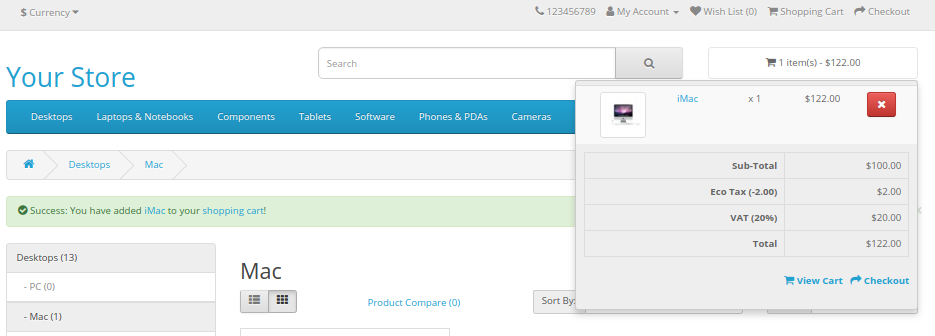 $ Currency
123456789 My Account Wish List (0) Shopping Cart Checkout
Your Store
Search
1 item(s) - $122.00
Desktops Laptops & Notebooks Components Tablets Software Phones & PDAs Cameras
iMac x 1 $122.00
Sub-Total $100.00
Eco Tax (-2.00) $2.00
VAT (20%) $20.00
Total $122.00
View Cart Checkout
Desktops Mac
Success: You have added iMac to your shopping cart!
Desktops (13)
- PC (0)
- Mac (1)
Mac
Product Compare (0)
Sort By: